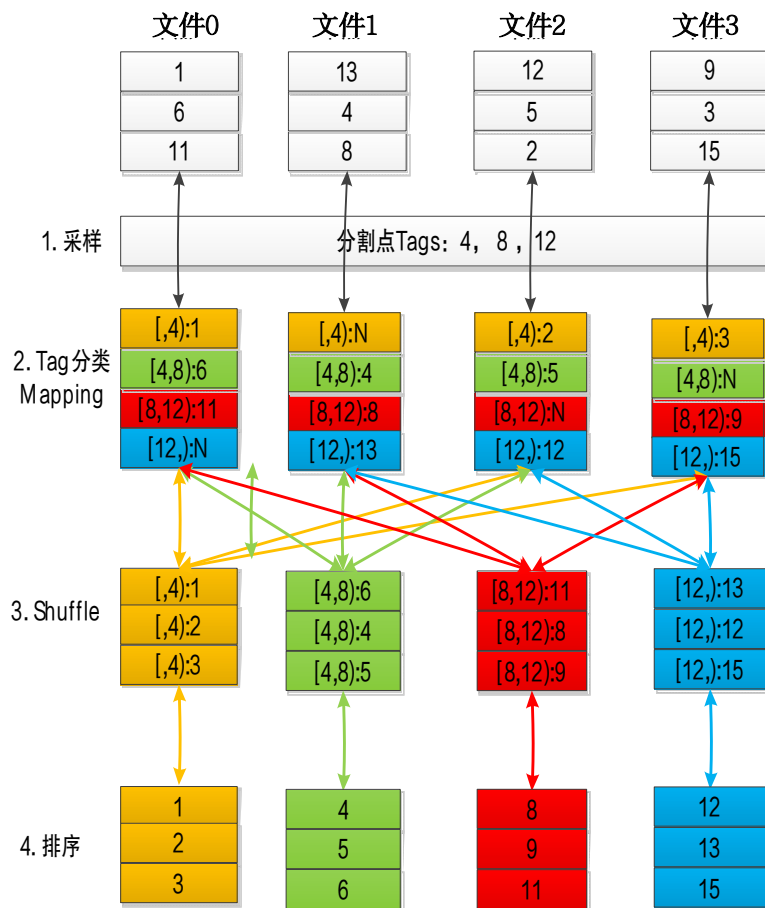 文件0 文件1 文件2 文件3
1 13 12 9
6 4 5 3
11 8 2 15
1. 采样 分割点Tags: 4, 8, 12
2. Tag分类
Mapping
[,4):1 [,4):N [,4):2 [,4):3
[4,8):6 [4,8):4 [4,8):5 [4,8):N
[8,12):11 [8,12):8 [8,12):N [8,12):9
[12,):N [12,):13 [12,):12 [12,):15
3. Shuffle
[,4):1 [4,8):6 [8,12):11 [12,):13
[,4):2 [4,8):4 [8,12):8 [12,):12
[,4):3 [4,8):5 [8,12):9 [12,):15
4. 排序
1 4 8 12
2 5 9 13
3 6 11 15